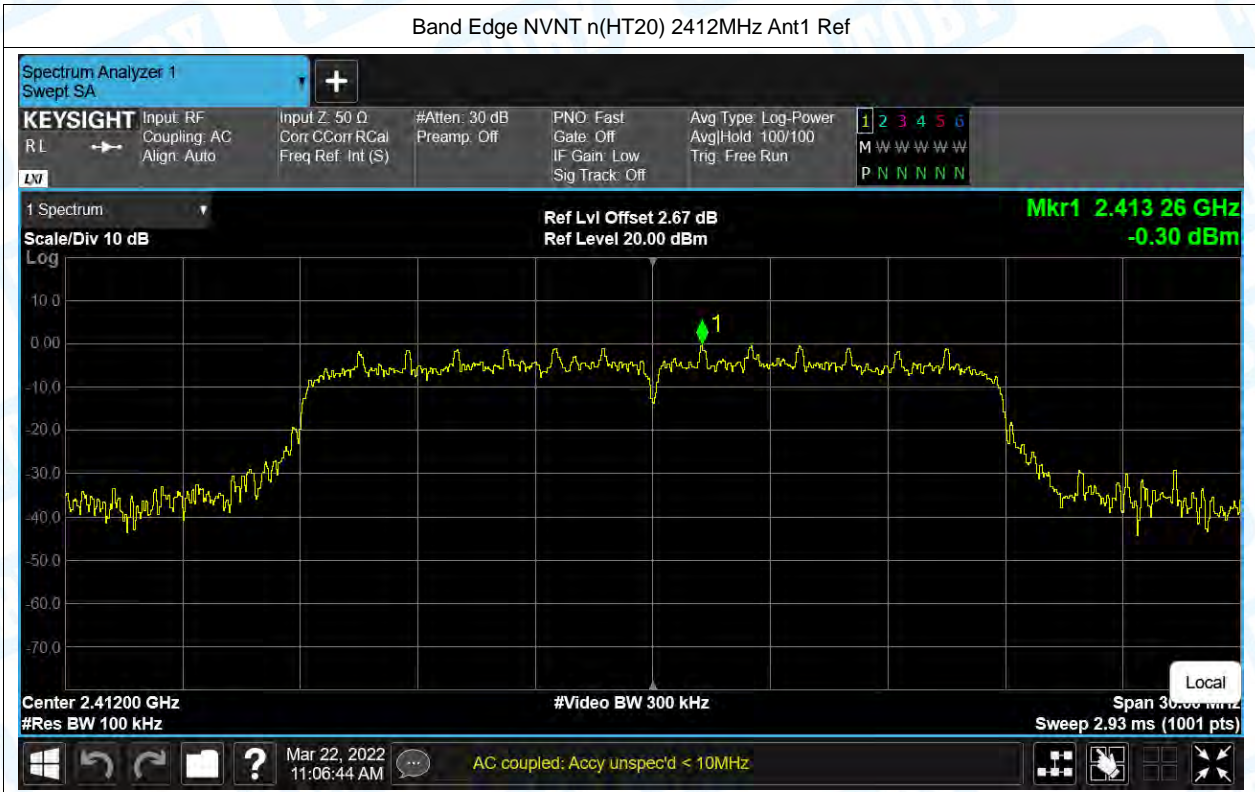 Band Edge NVNT n(HT20) 2412MHz Ant1 Ref
Spectrum Analyzer 1
Swept SA
KEYSIGHT
RL
LXI
Input: RF
Coupling: AC
Align: Auto
Input Z: 50 Ω
Corr CCorr RCal
Freq Ref: Int (S)
#Atten: 30 dB
Preamp: Off
PNO: Fast
Gate: Off
IF Gain: Low
Sig Track: Off
Avg Type: Log-Power
Avg|Hold: 100/100
Trig: Free Run
1 2 3 4 5 6
M W W W W W
P N N N N N
1 Spectrum
Scale/Div 10 dB
Ref Lvl Offset 2.67 dB
Ref Level 20.00 dBm
Mkr1 2.413 26 GHz
-0.30 dBm
Log
10.0
0.00
-10.0
-20.0
-30.0
-40.0
-50.0
-60.0
-70.0
1
Local
Center 2.41200 GHz
#Res BW 100 kHz
#Video BW 300 kHz
Span 30.00 MHz
Sweep 2.93 ms (1001 pts)
?
Mar 22, 2022
11:06:44 AM
AC coupled: Accy unspec'd < 10MHz